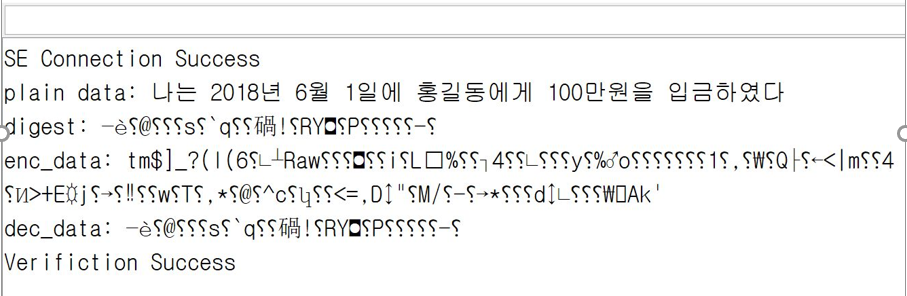 SE Connection Success
plain data: 나는 2018년 6월 1일에 홍길동에게 100만원을 입금하였다
digest: −è␦@␦␦␦s␦`q␦␦碢!␦RY◘␦P␦␦␦␦␦−␦
enc_data: tm$]_?(|(6␦∟┴Raw␦␦␦◘␦␦i␦L□%␦␦┐4␦␦∟␦␦␦y␦%♂o␦␦␦␦␦␦␦1␦,␦₩␦Q├␦←<|m␦␦4
␦И>+E☼j␦→␦‼␦␦w␦T␦,*␦@␦^c␦կ␦␦<=,D↕"␦M/␦−␦→*␦␦␦d↕∟␦␦␦₩▯Ak'
dec_data: −è␦@␦␦␦s␦`q␦␦碢!␦RY◘␦P␦␦␦␦␦−␦
Verifiction Success